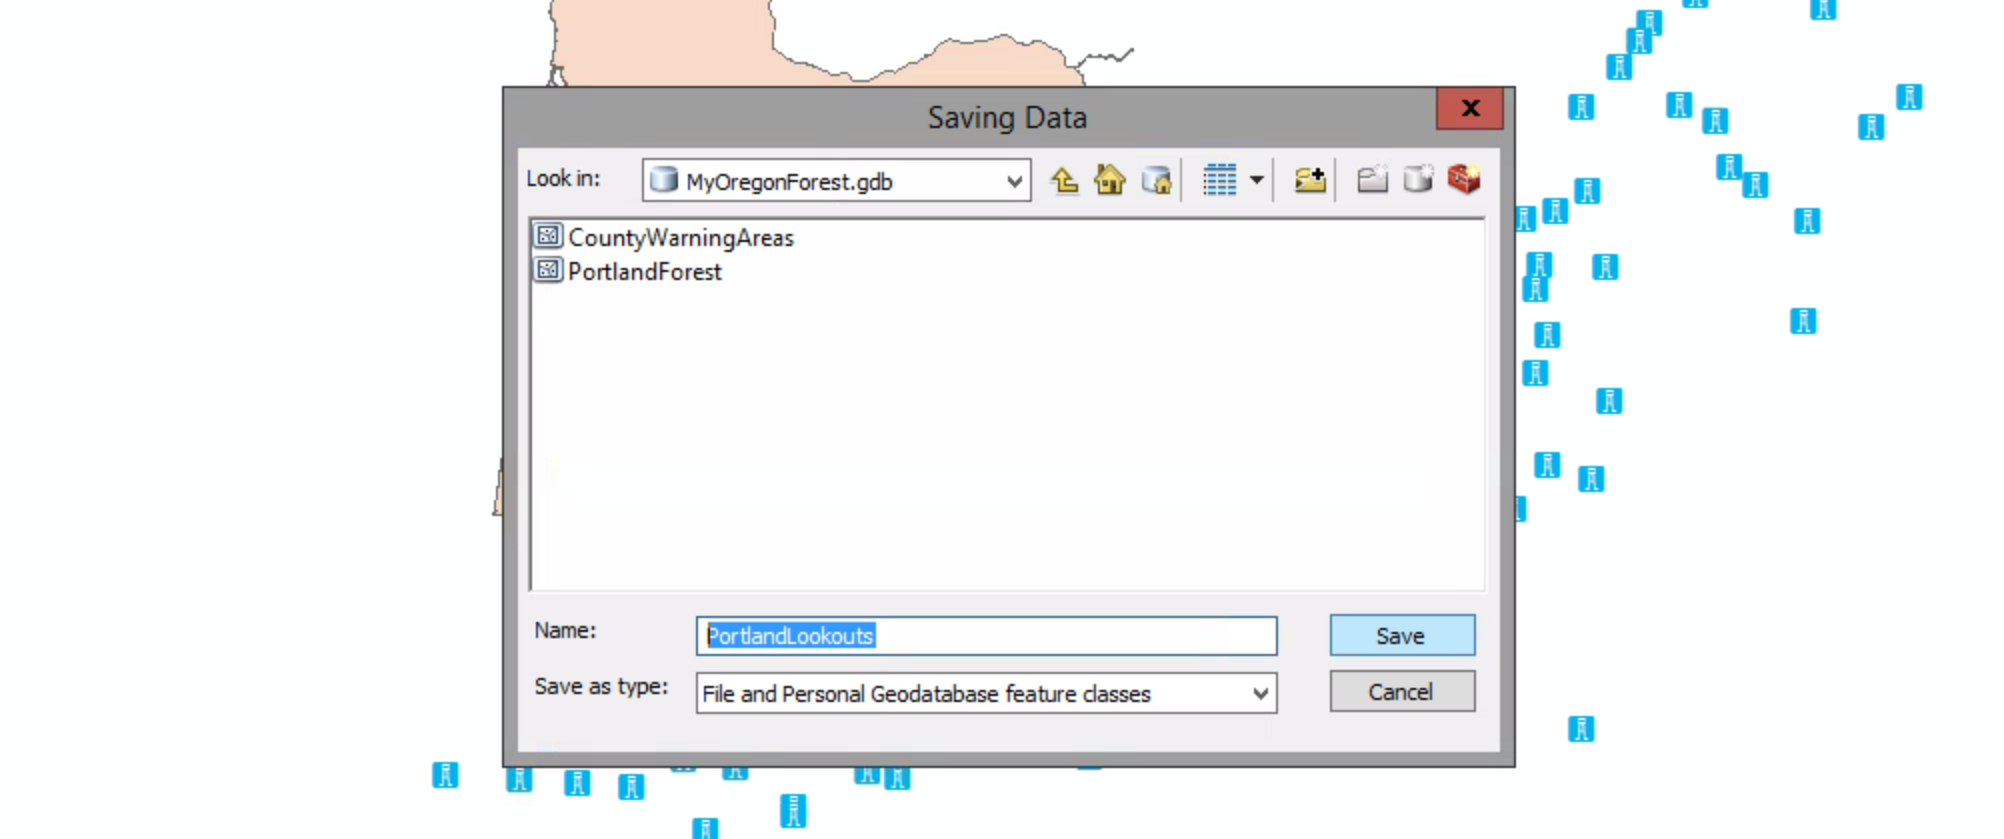 Saving Data
x
Look in:
MyOregonForest.gdb
CountyWarningAreas
PortlandForest
Name:
PortlandLookouts
Save
Save as type:
File and Personal Geodatabase feature classes
Cancel